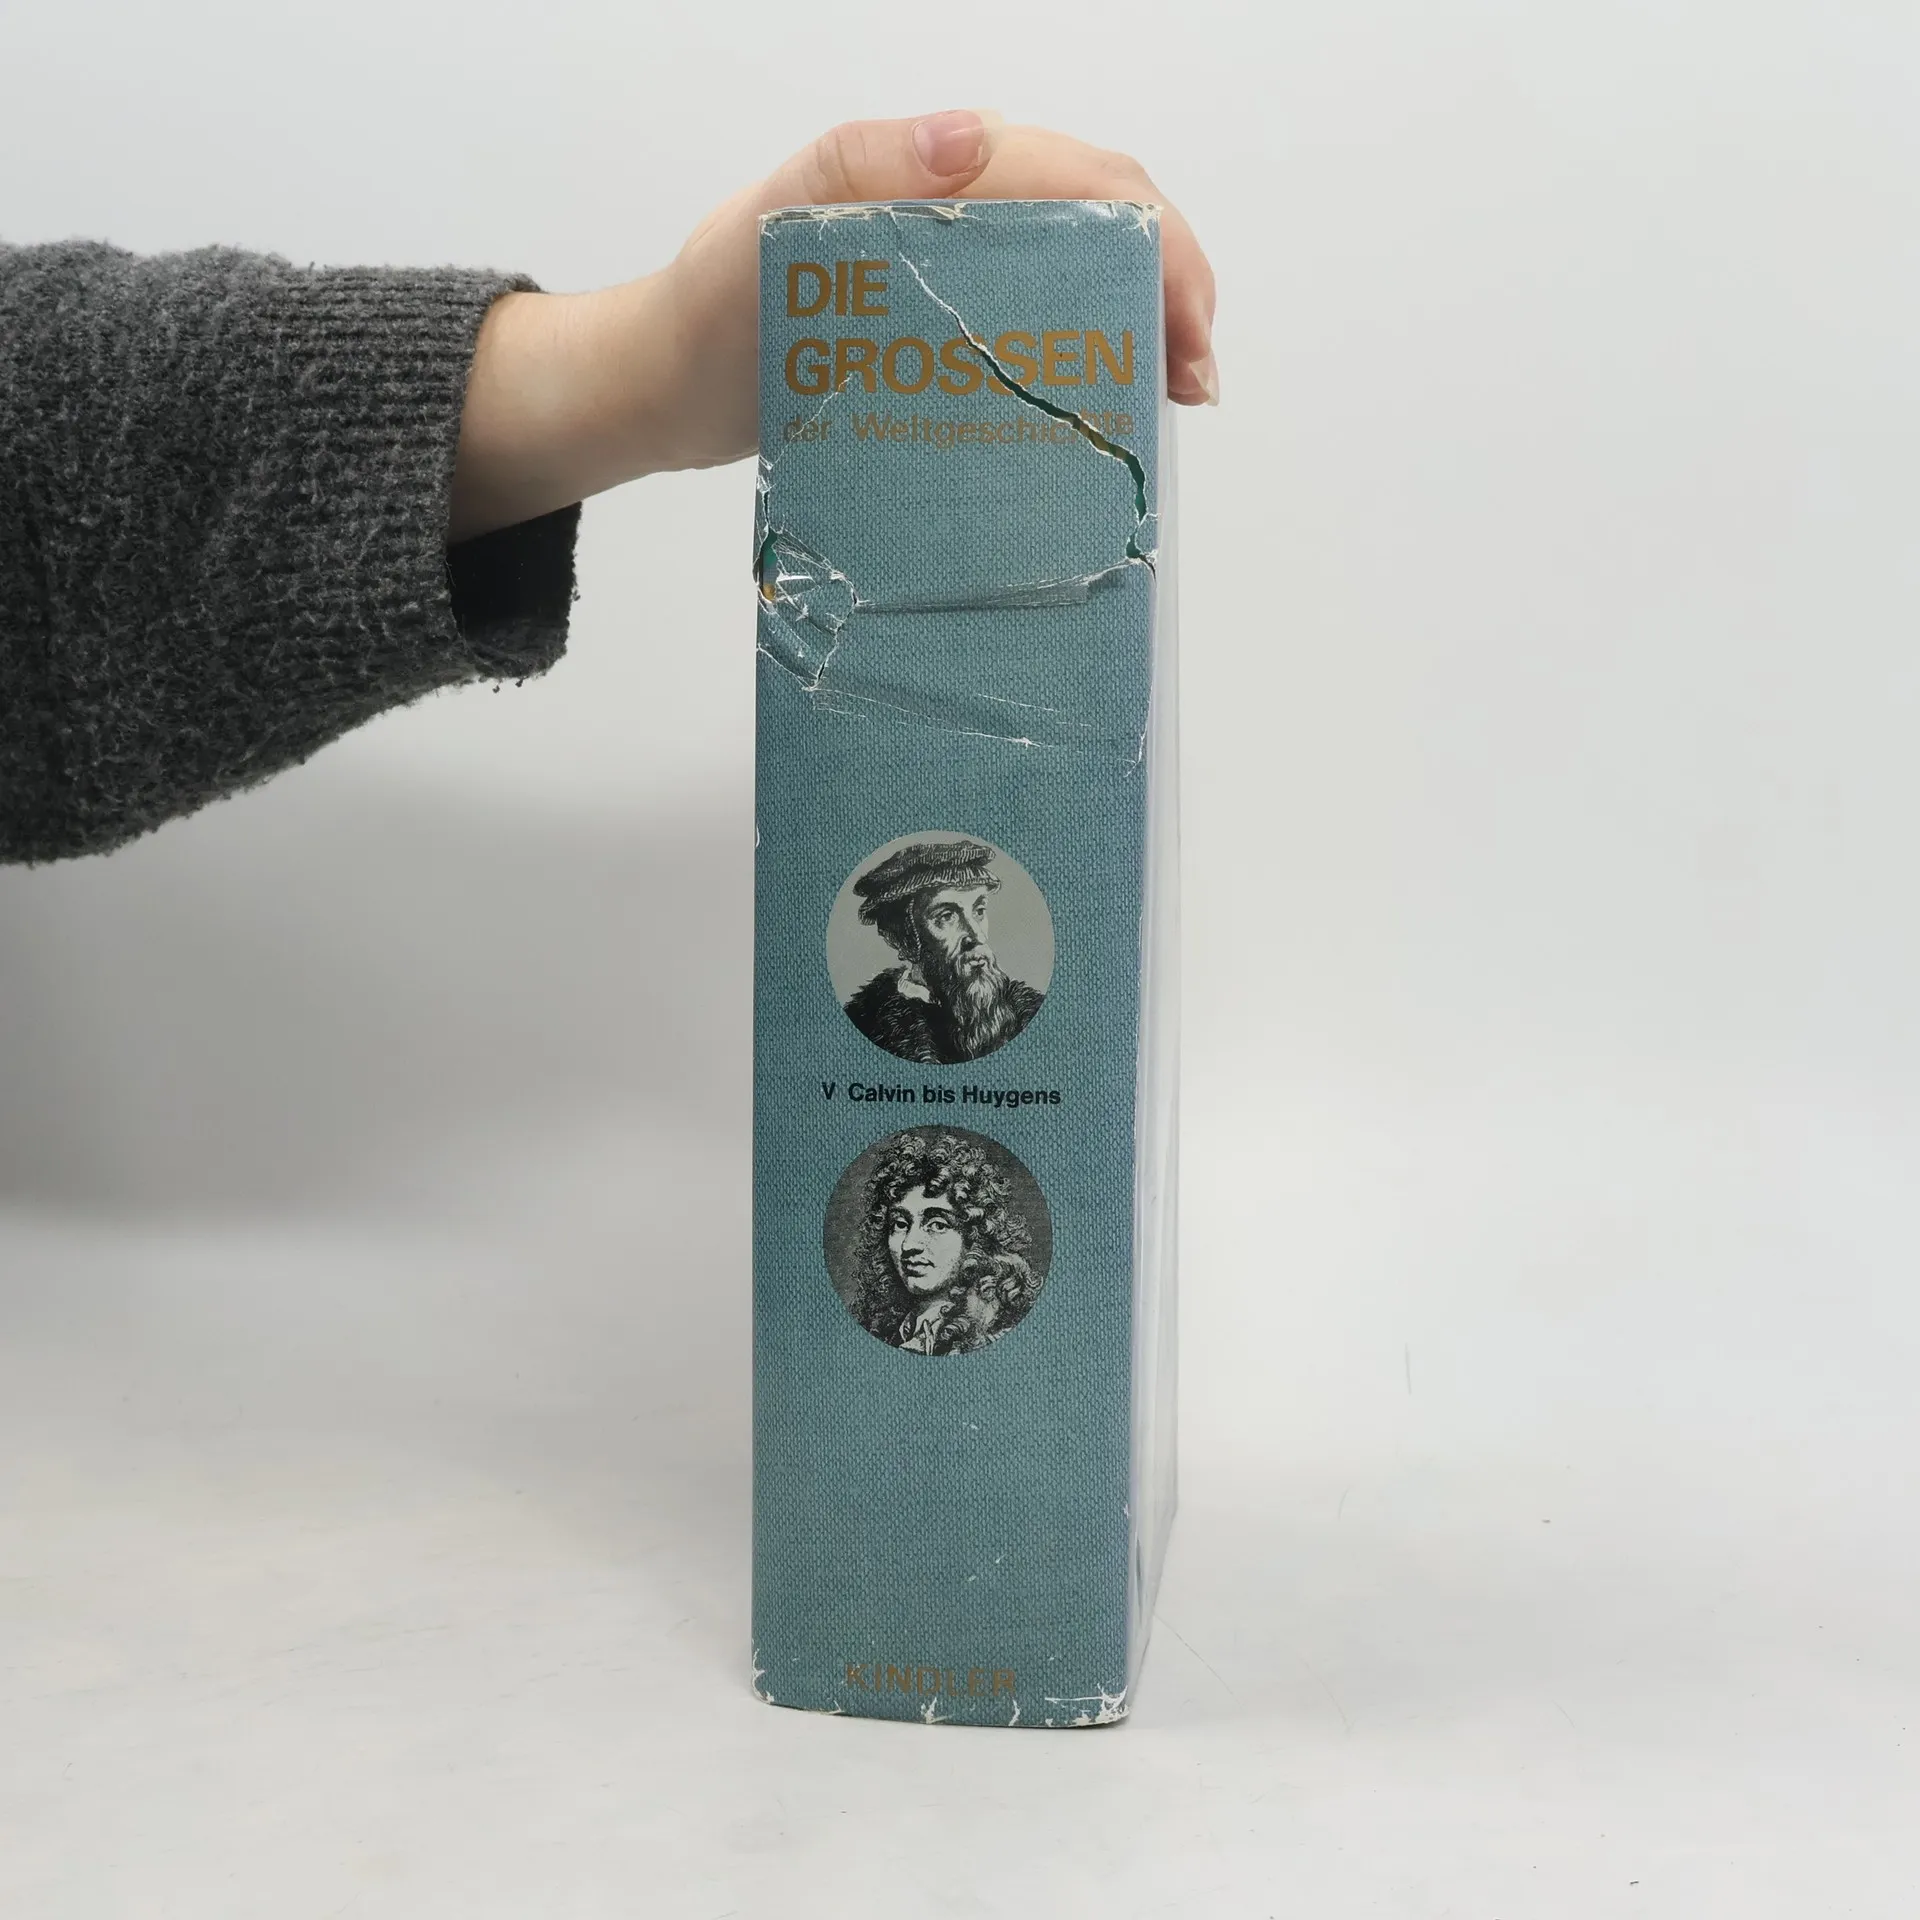 DIE
GROSSEN
der Weltgeschichte
V Calvin bis Huygens
KINDLER